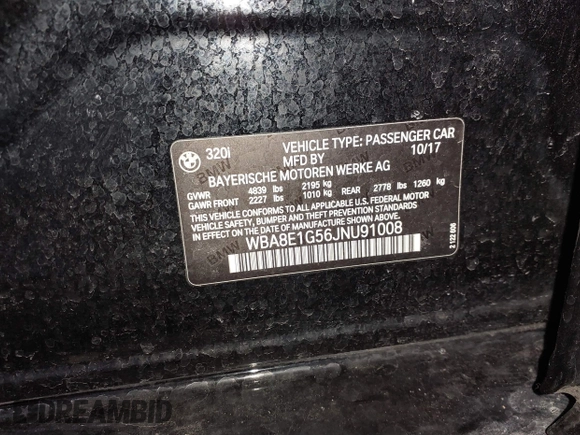 320i VEHICLE TYPE: PASSENGER CAR
MFD BY 10/17
BAYERISCHE MOTOREN WERKE AG
GVWR 4839 lbs 2195 kg
GAWR FRONT 2227 lbs 1010 kg REAR 2778 lbs 1260 kg
THIS VEHICLE CONFORMS TO ALL APPLICABLE U.S. FEDERAL MOTOR
VEHICLE SAFETY, BUMPER, AND THEFT PREVENTION STANDARDS
IN EFFECT ON THE DATE OF MANUFACTURE SHOWN ABOVE.
WBA8E1G56JNU91008
DREAMBID